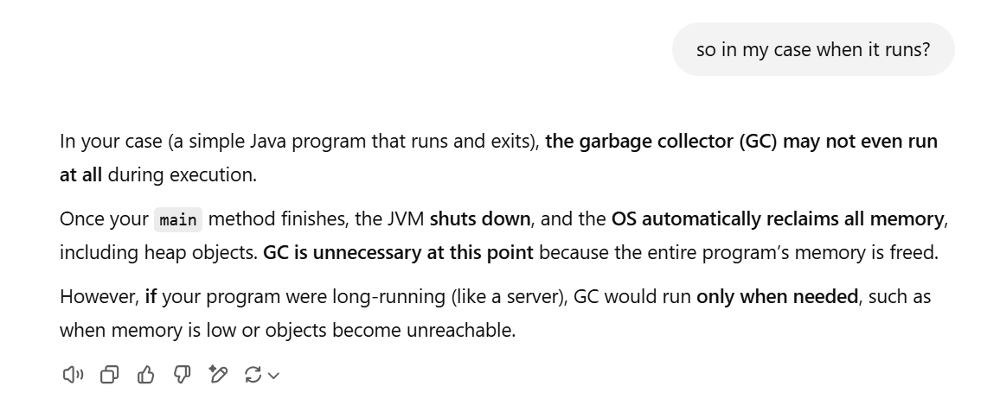 so in my case when it runs?
In your case (a simple Java program that runs and exits), the garbage collector (GC) may not even run
at all during execution.
Once your main method finishes, the JVM shuts down, and the OS automatically reclaims all memory,
including heap objects. GC is unnecessary at this point because the entire program’s memory is freed.
However, if your program were long-running (like a server), GC would run only when needed, such as
when memory is low or objects become unreachable.